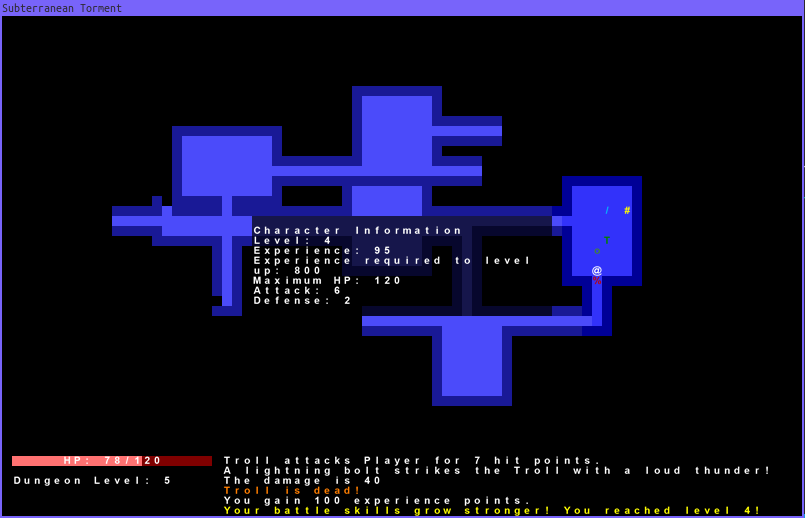 Subterranean Torment
Character Information
Level: 4
Experience: 95
Experience required to level
up: 800
Maximum HP: 120
Attack: 6
Defense: 2
HP: 78/120
Dungeon Level: 5
Troll attacks Player for 7 hit points.
A lightning bolt strikes the Troll with a loud thunder!
The damage is 40
Troll is dead!
You gain 100 experience points.
Your battle skills grow stronger! You reached level 4!